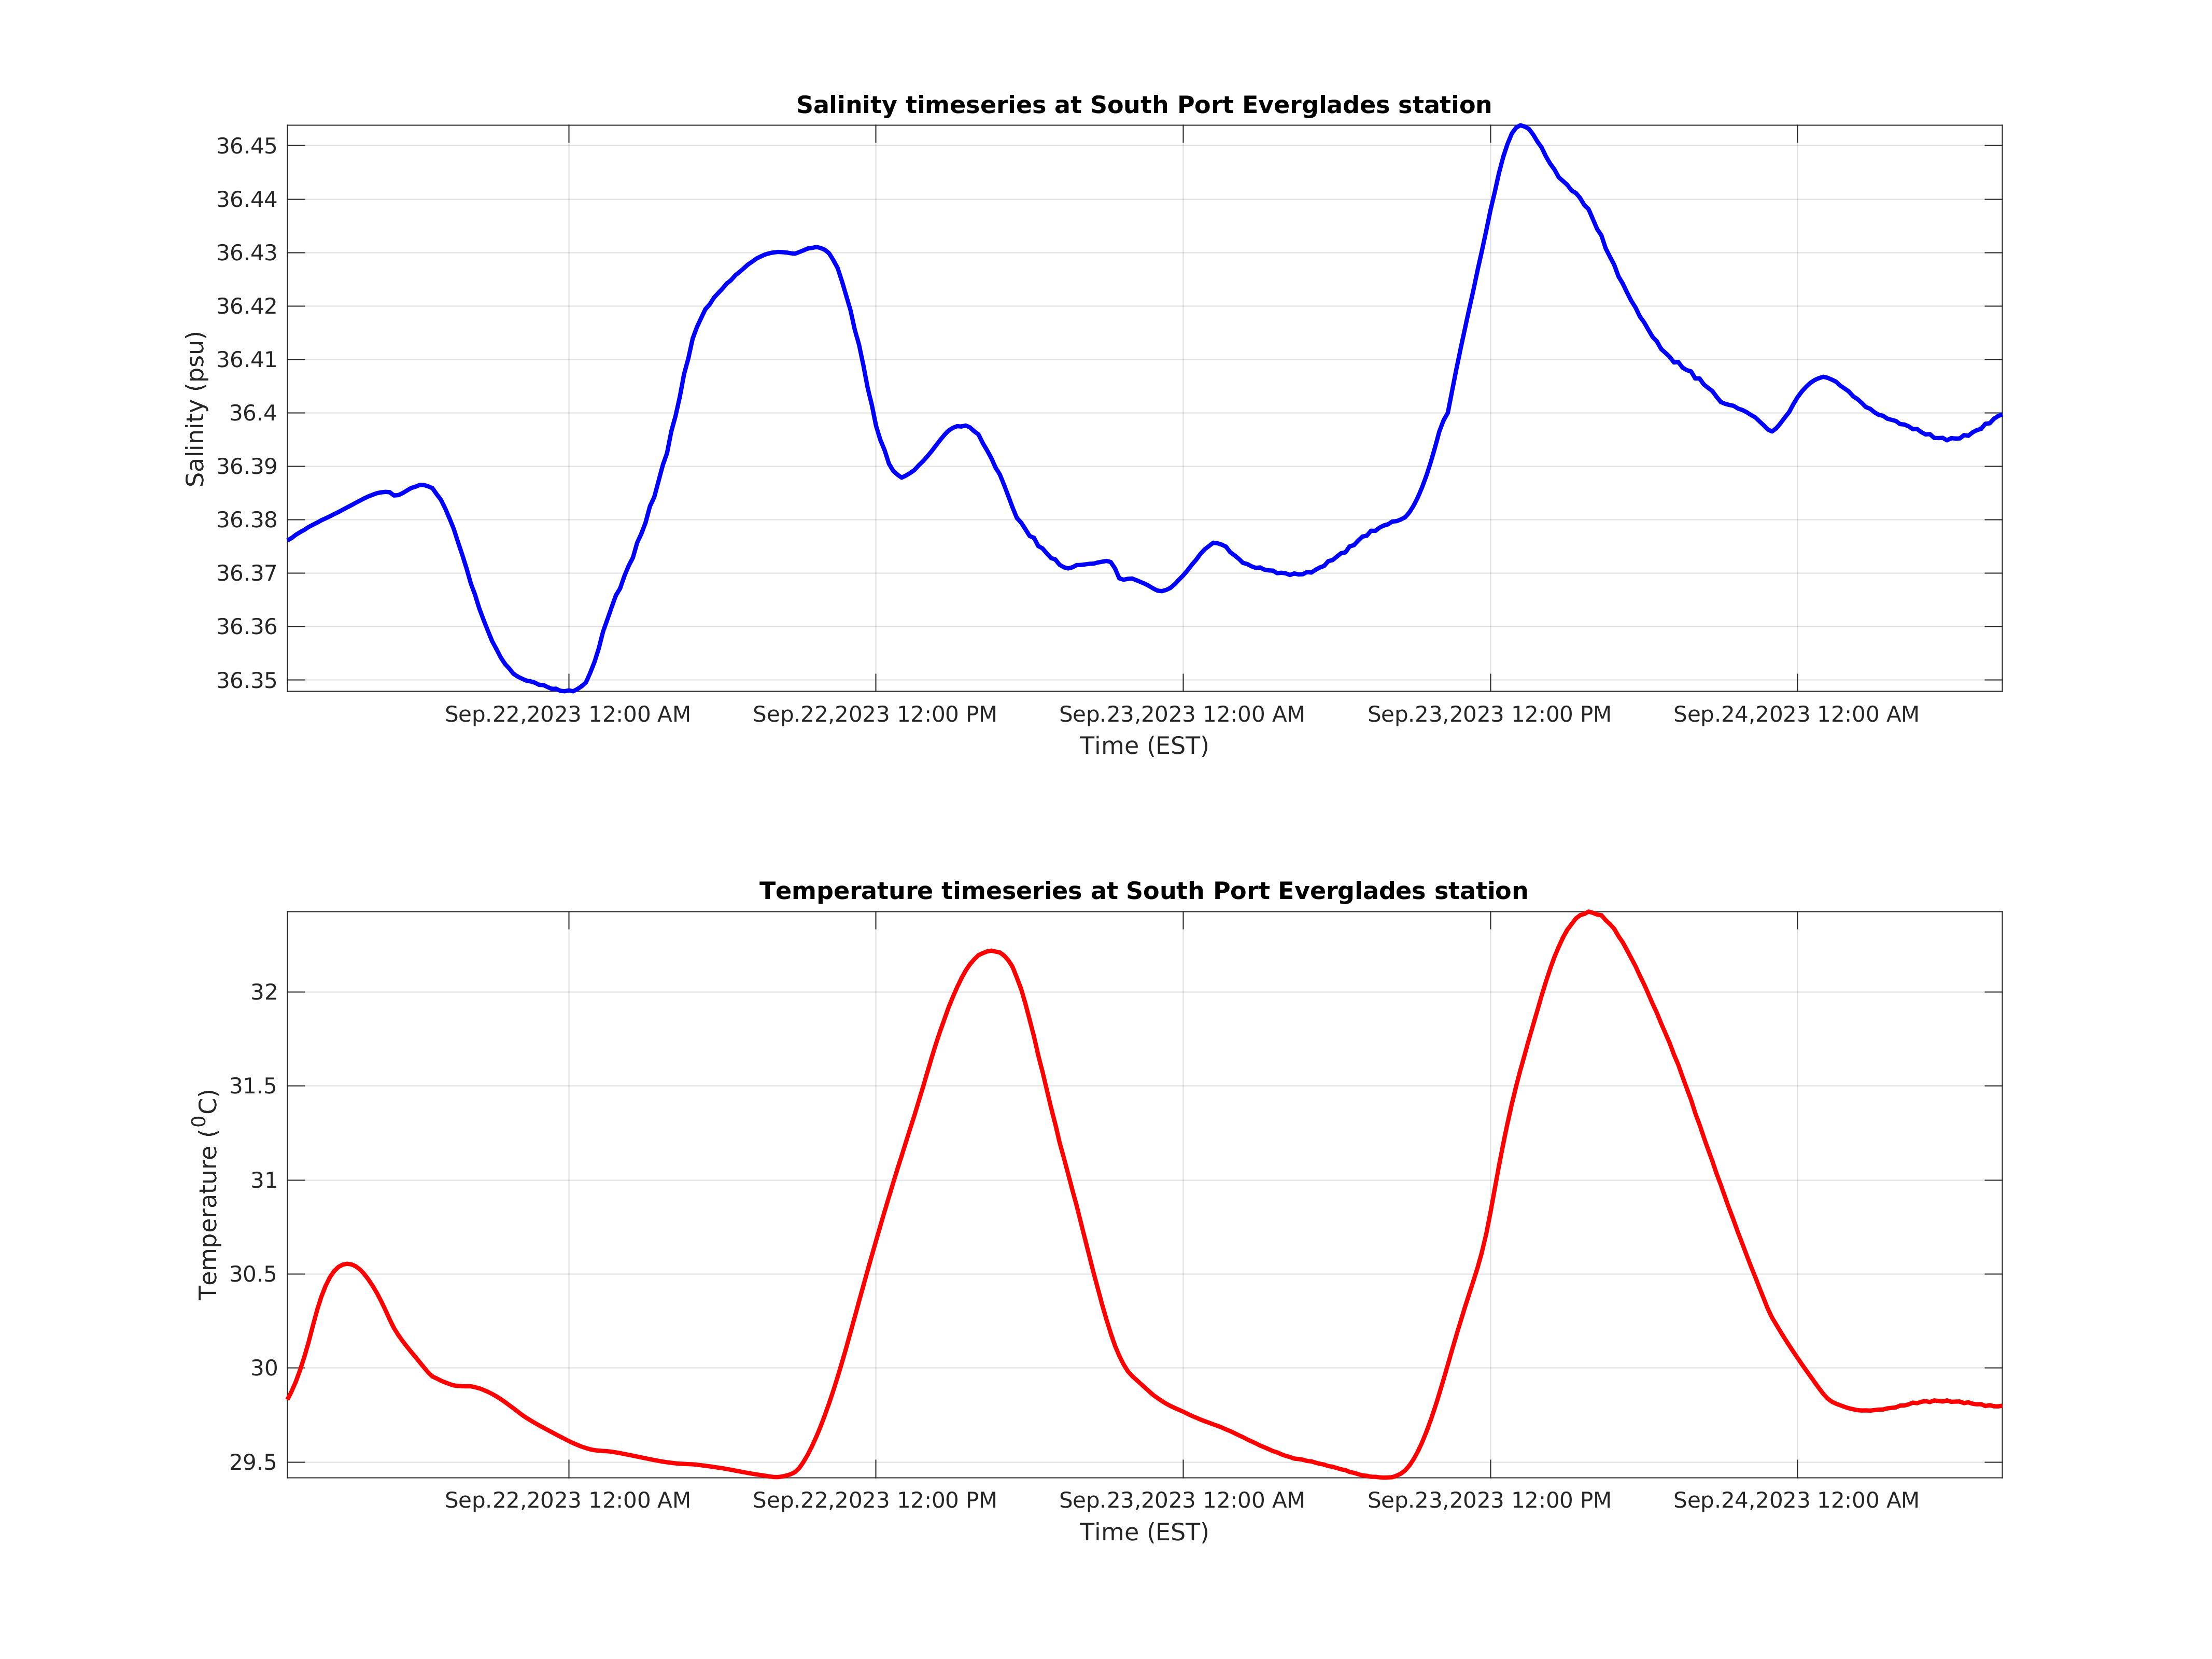 Salinity timeseries at South Port Everglades station
36.45
36.44
36.43
36.42
36.41
36.4
36.39
36.38
36.37
36.36
36.35
Salinity (psu)
Sep.22,2023 12:00 AM Sep.22,2023 12:00 PM Sep.23,2023 12:00 AM Sep.23,2023 12:00 PM Sep.24,2023 12:00 AM
Time (EST)
Temperature timeseries at South Port Everglades station
32
31.5
31
30.5
30
29.5
Temperature (⁰C)
Sep.22,2023 12:00 AM Sep.22,2023 12:00 PM Sep.23,2023 12:00 AM Sep.23,2023 12:00 PM Sep.24,2023 12:00 AM
Time (EST)